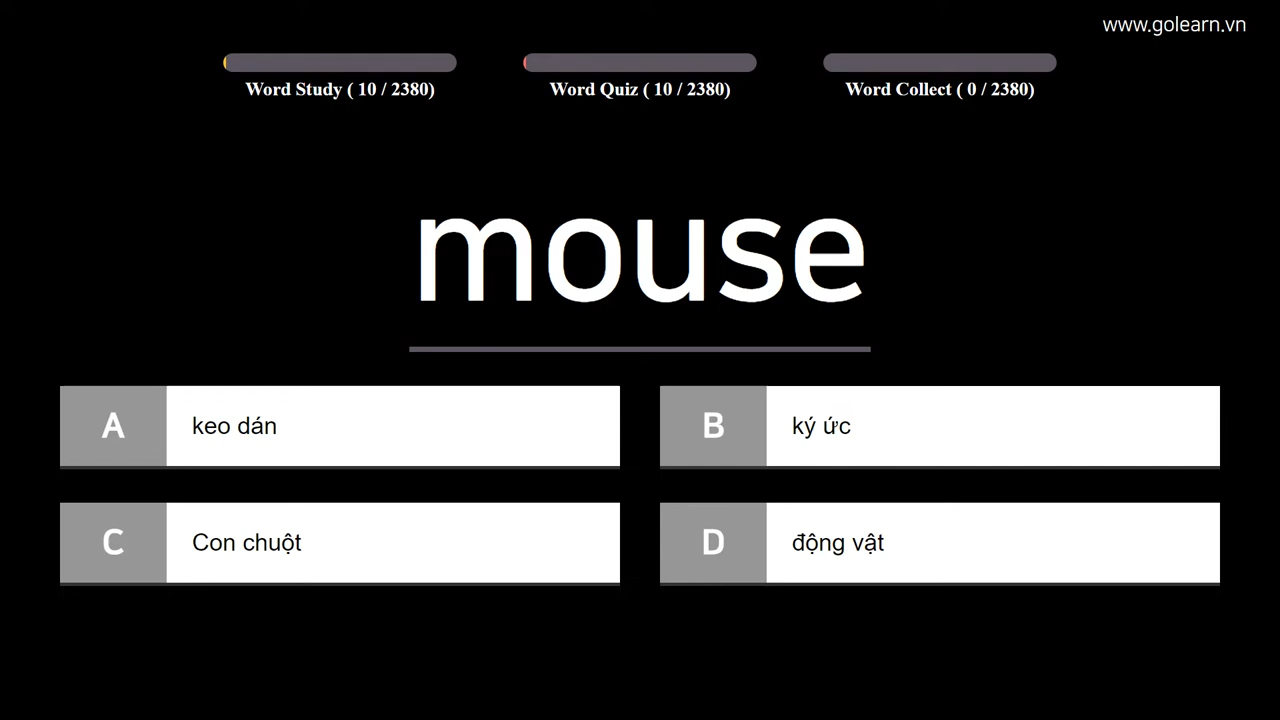 www.golearn.vn
Word Study ( 10 / 2380)
Word Quiz ( 10 / 2380)
Word Collect ( 0 / 2380)
mouse
A keo dán
B ký ức
C Con chuột
D động vật